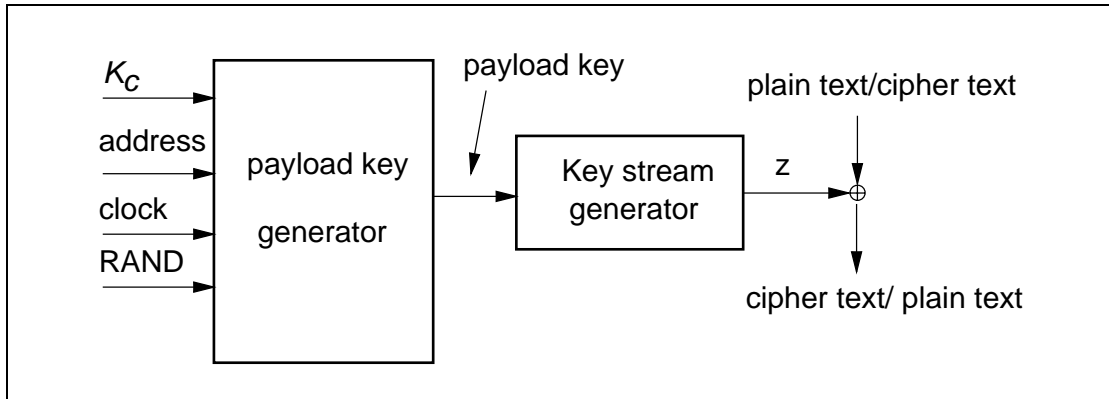 K_C
address
clock
RAND
payload key
generator
payload key
Key stream
generator
z
plain text/cipher text
cipher text/ plain text